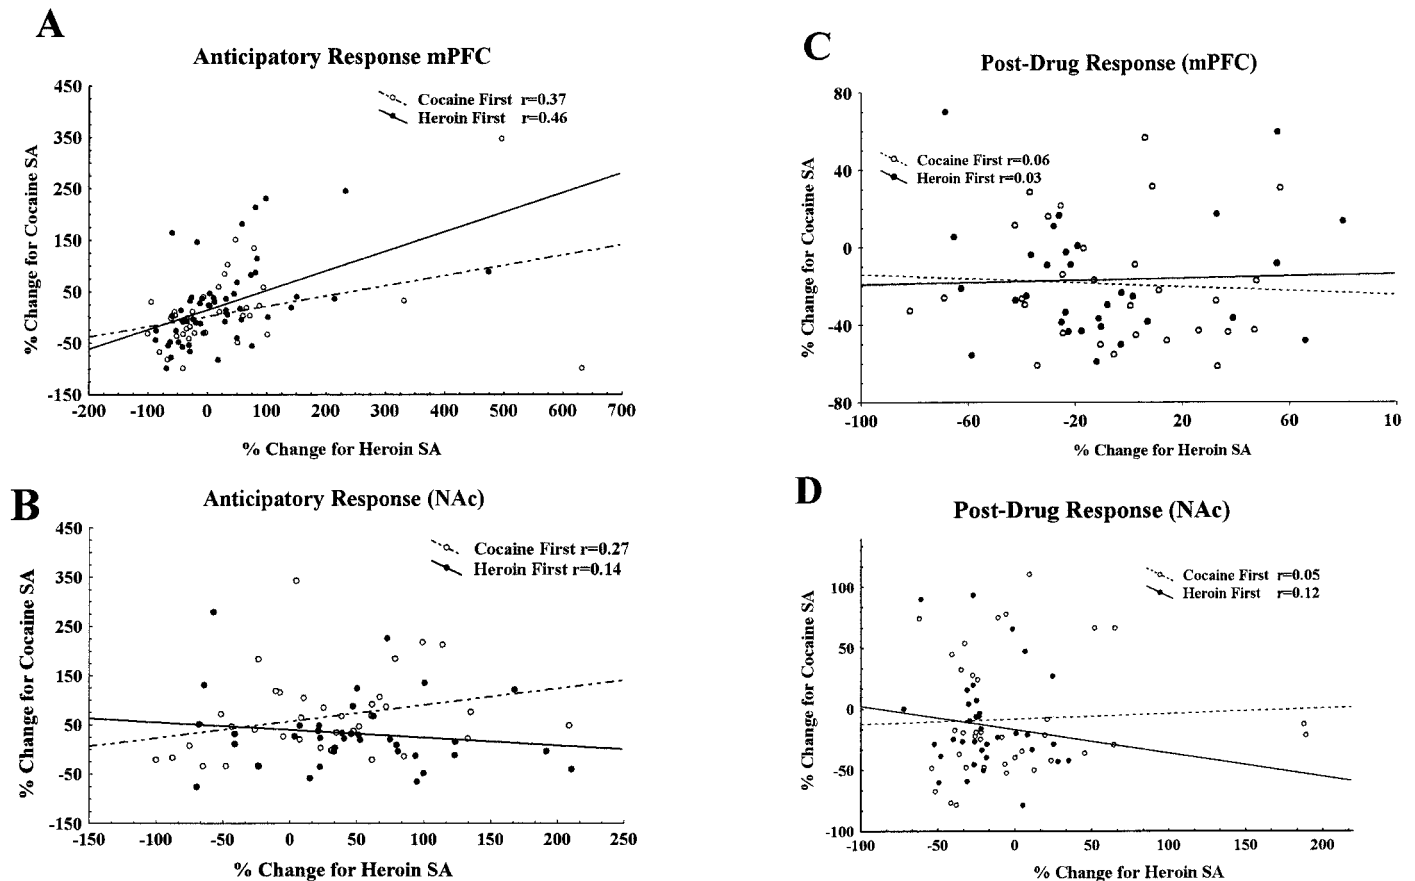 A
Anticipatory Response mPFC
Cocaine First r=0.37
Heroin First r=0.46
% Change for Cocaine SA
450
350
250
150
50
-50
-150
-200 -100 0 100 200 300 400 500 600 700
% Change for Heroin SA
B
Anticipatory Response (NAc)
Cocaine First r=0.27
Heroin First r=0.14
% Change for Cocaine SA
450
350
250
150
50
-50
-150
-150 -100 -50 0 50 100 150 200 250
% Change for Heroin SA
C
Post-Drug Response (mPFC)
Cocaine First r=0.06
Heroin First r=0.03
% Change for Cocaine SA
80
40
0
-40
-80
-100 -60 -20 20 60 10
% Change for Heroin SA
D
Post-Drug Response (NAc)
Cocaine First r=0.05
Heroin First r=0.12
% Change for Cocaine SA
100
50
0
-50
-100
-100 -50 0 50 100 150 200
% Change for Heroin SA